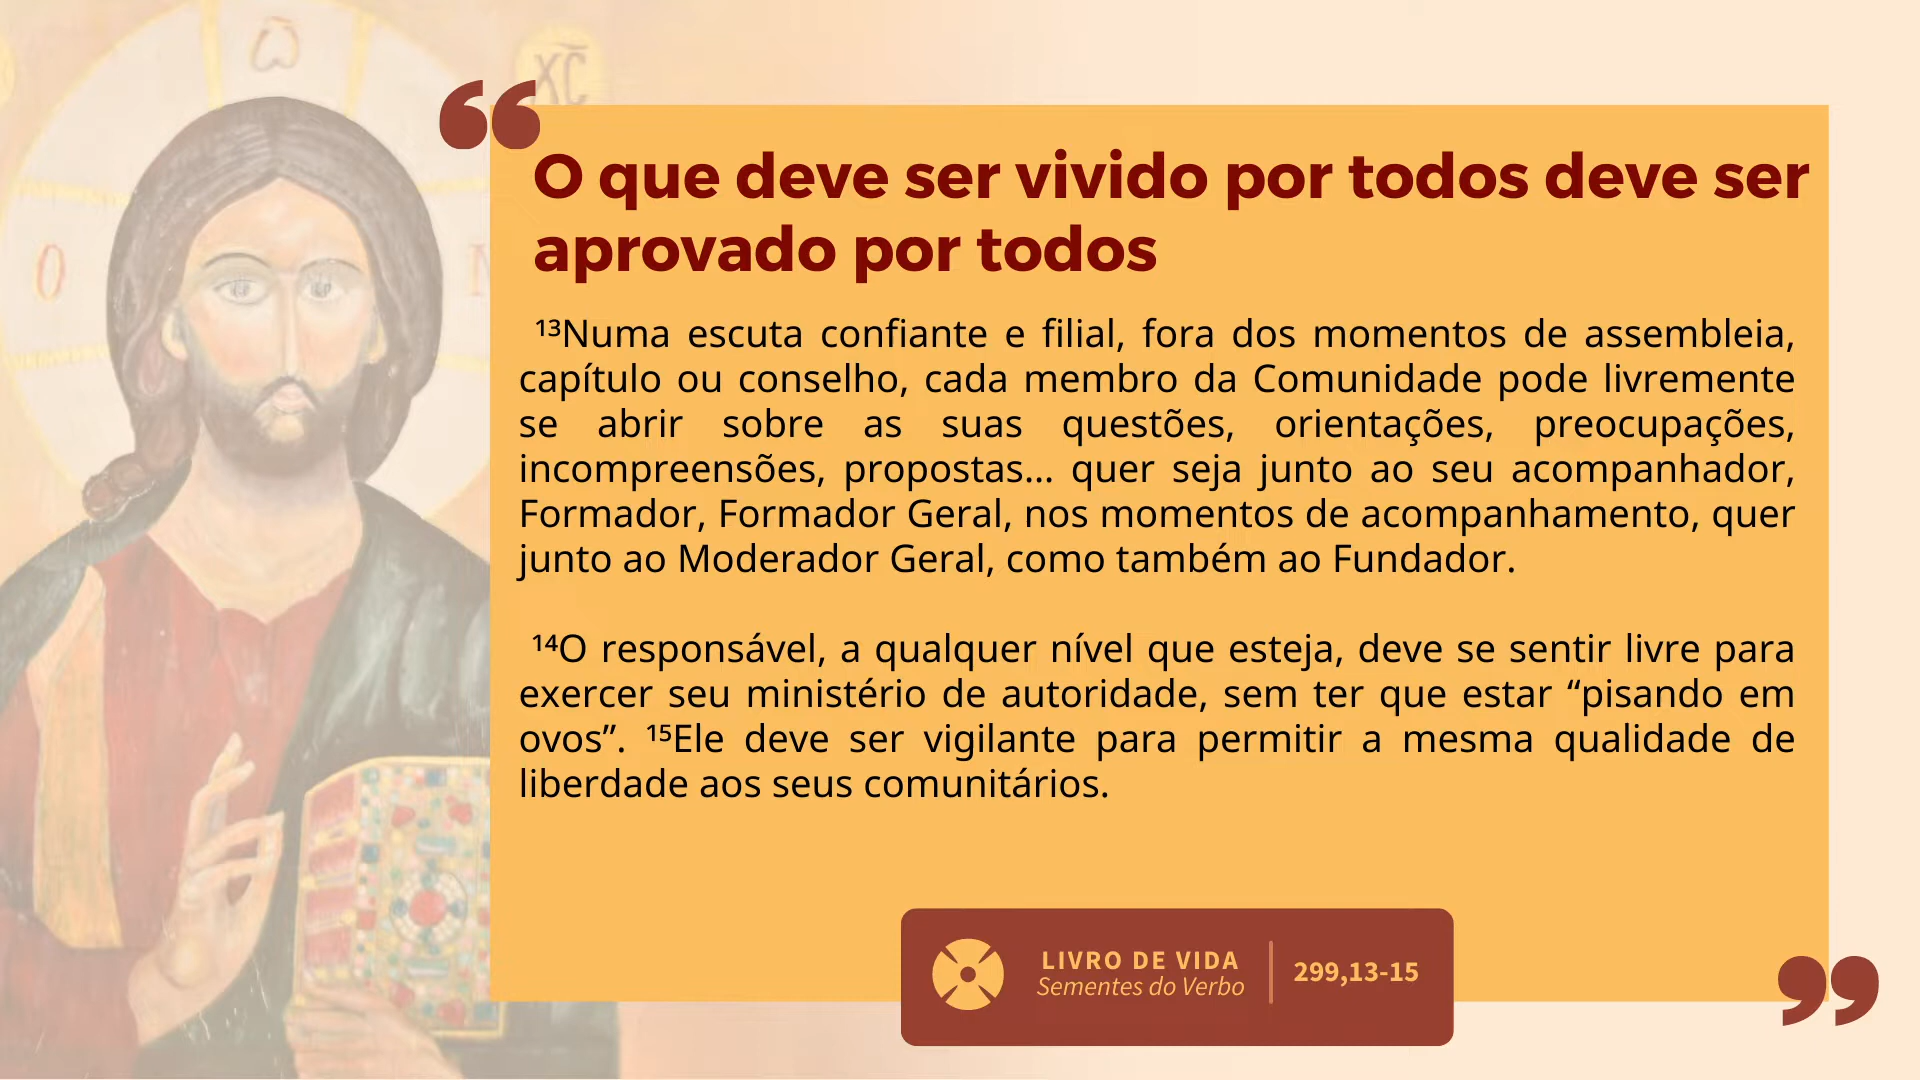 ω
XC
O
N
“
O que deve ser vivido por todos deve ser
aprovado por todos
¹³Numa escuta confiante e filial, fora dos momentos de assembleia,
capítulo ou conselho, cada membro da Comunidade pode livremente
se abrir sobre as suas questões, orientações, preocupações,
incompreensões, propostas... quer seja junto ao seu acompanhador,
Formador, Formador Geral, nos momentos de acompanhamento, quer
junto ao Moderador Geral, como também ao Fundador.
¹⁴O responsável, a qualquer nível que esteja, deve se sentir livre para
exercer seu ministério de autoridade, sem ter que estar “pisando em
ovos”. ¹⁵Ele deve ser vigilante para permitir a mesma qualidade de
liberdade aos seus comunitários.
LIVRO DE VIDA
Sementes do Verbo
299,13-15
”